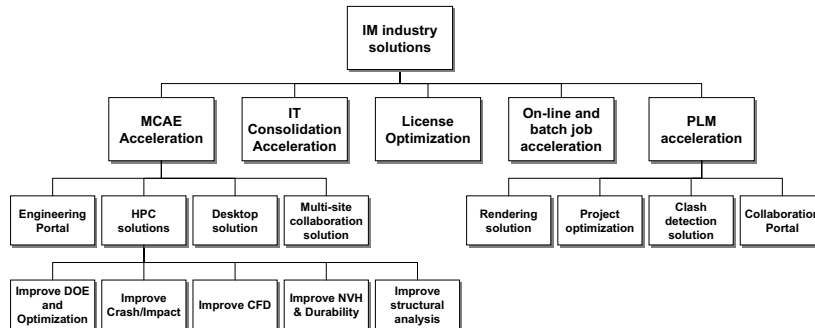 IM industry
solutions
MCAE
Acceleration
IT
Consolidation
Acceleration
License
Optimization
On-line and
batch job
acceleration
PLM
acceleration
Engineering
Portal
HPC
solutions
Desktop
solution
Multi-site
collaboration
solution
Rendering
solution
Project
optimization
Clash
detection
solution
Collaboration
Portal
Improve DOE
and
Optimization
Improve
Crash/Impact
Improve CFD
Improve NVH
& Durability
Improve
structural
analysis